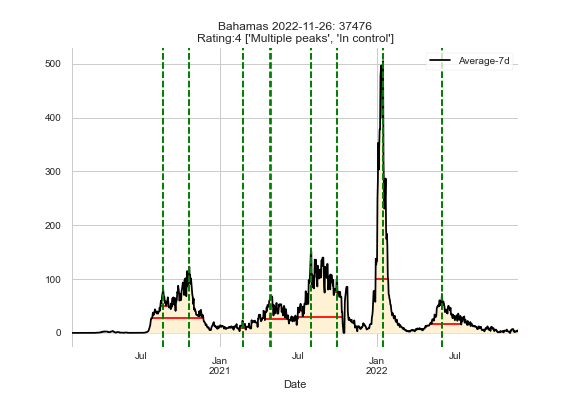 Bahamas 2022-11-26: 37476
Rating:4 ['Multiple peaks', 'In control']
Average-7d
500
400
300
200
100
0
Jul
Jan
2021
Jul
Jan
2022
Jul
Date